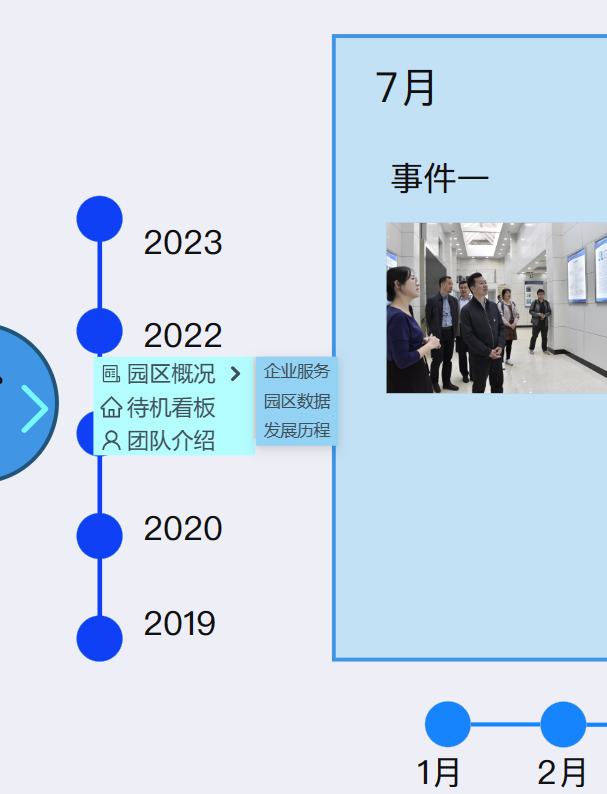 7月
事件一
2023
2022
园区概况
待机看板
团队介绍
企业服务
园区数据
发展历程
2020
2019
1月
2月